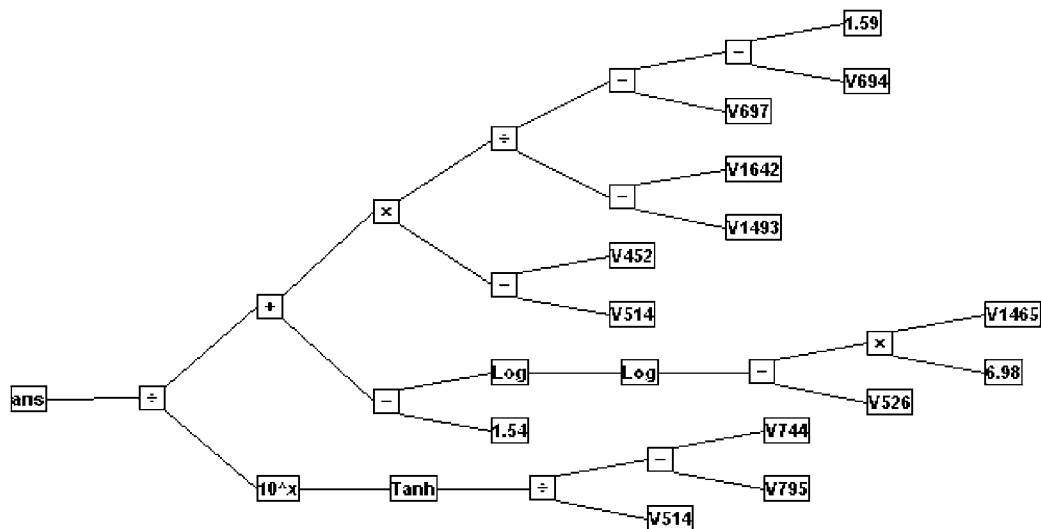 1.59
−
− V694
V697
÷
V1642
−
×
V1493
V452
−
+
V514
V1465
×
Log Log − 6.98
ans ÷ −
V526
1.54 V744
−
10^x Tanh ÷ V795
V514